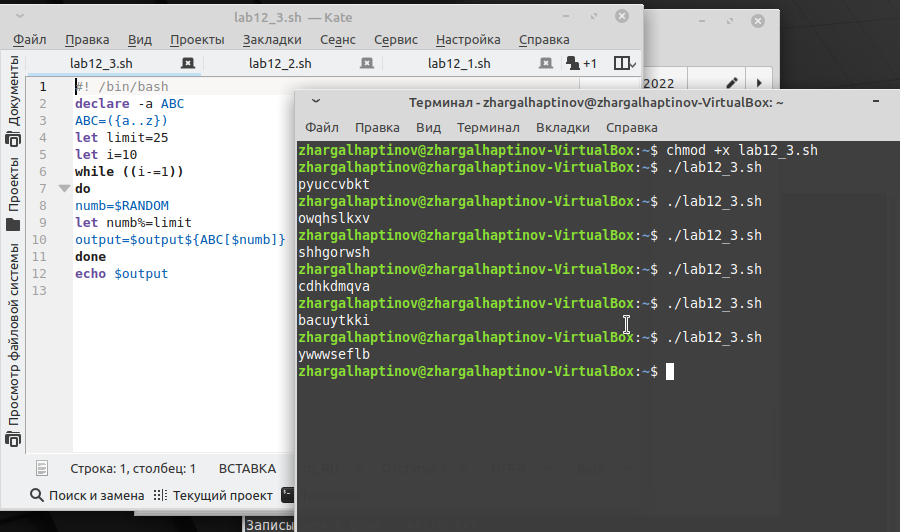 lab12_3.sh — Kate
Файл Правка Вид Проекты Закладки Сеанс Сервис Настройка Справка
lab12_3.sh lab12_2.sh lab12_1.sh +1
Документы
Проекты
Просмотр файловой системы
1 #! /bin/bash
2 declare -a ABC
3 ABC=({a..z})
4 let limit=25
5 let i=10
6 while ((i-=1))
7 do
8 numb=$RANDOM
9 let numb%=limit
10 output=$output${ABC[$numb]}
11 done
12 echo $output
13
Строка: 1, столбец: 1 ВСТАВКА
Поиск и замена Текущий проект
2022
Терминал - zhargalhaptinov@zhargalhaptinov-VirtualBox: ~
Файл Правка Вид Терминал Вкладки Справка
zhargalhaptinov@zhargalhaptinov-VirtualBox:~$ chmod +x lab12_3.sh
zhargalhaptinov@zhargalhaptinov-VirtualBox:~$ ./lab12_3.sh
pyuccvbkt
zhargalhaptinov@zhargalhaptinov-VirtualBox:~$ ./lab12_3.sh
owqhslkxv
zhargalhaptinov@zhargalhaptinov-VirtualBox:~$ ./lab12_3.sh
shhgorwsh
zhargalhaptinov@zhargalhaptinov-VirtualBox:~$ ./lab12_3.sh
cdhkdmqva
zhargalhaptinov@zhargalhaptinov-VirtualBox:~$ ./lab12_3.sh
bacuytkki
zhargalhaptinov@zhargalhaptinov-VirtualBox:~$ ./lab12_3.sh
ywwwseflb
zhargalhaptinov@zhargalhaptinov-VirtualBox:~$
Записы